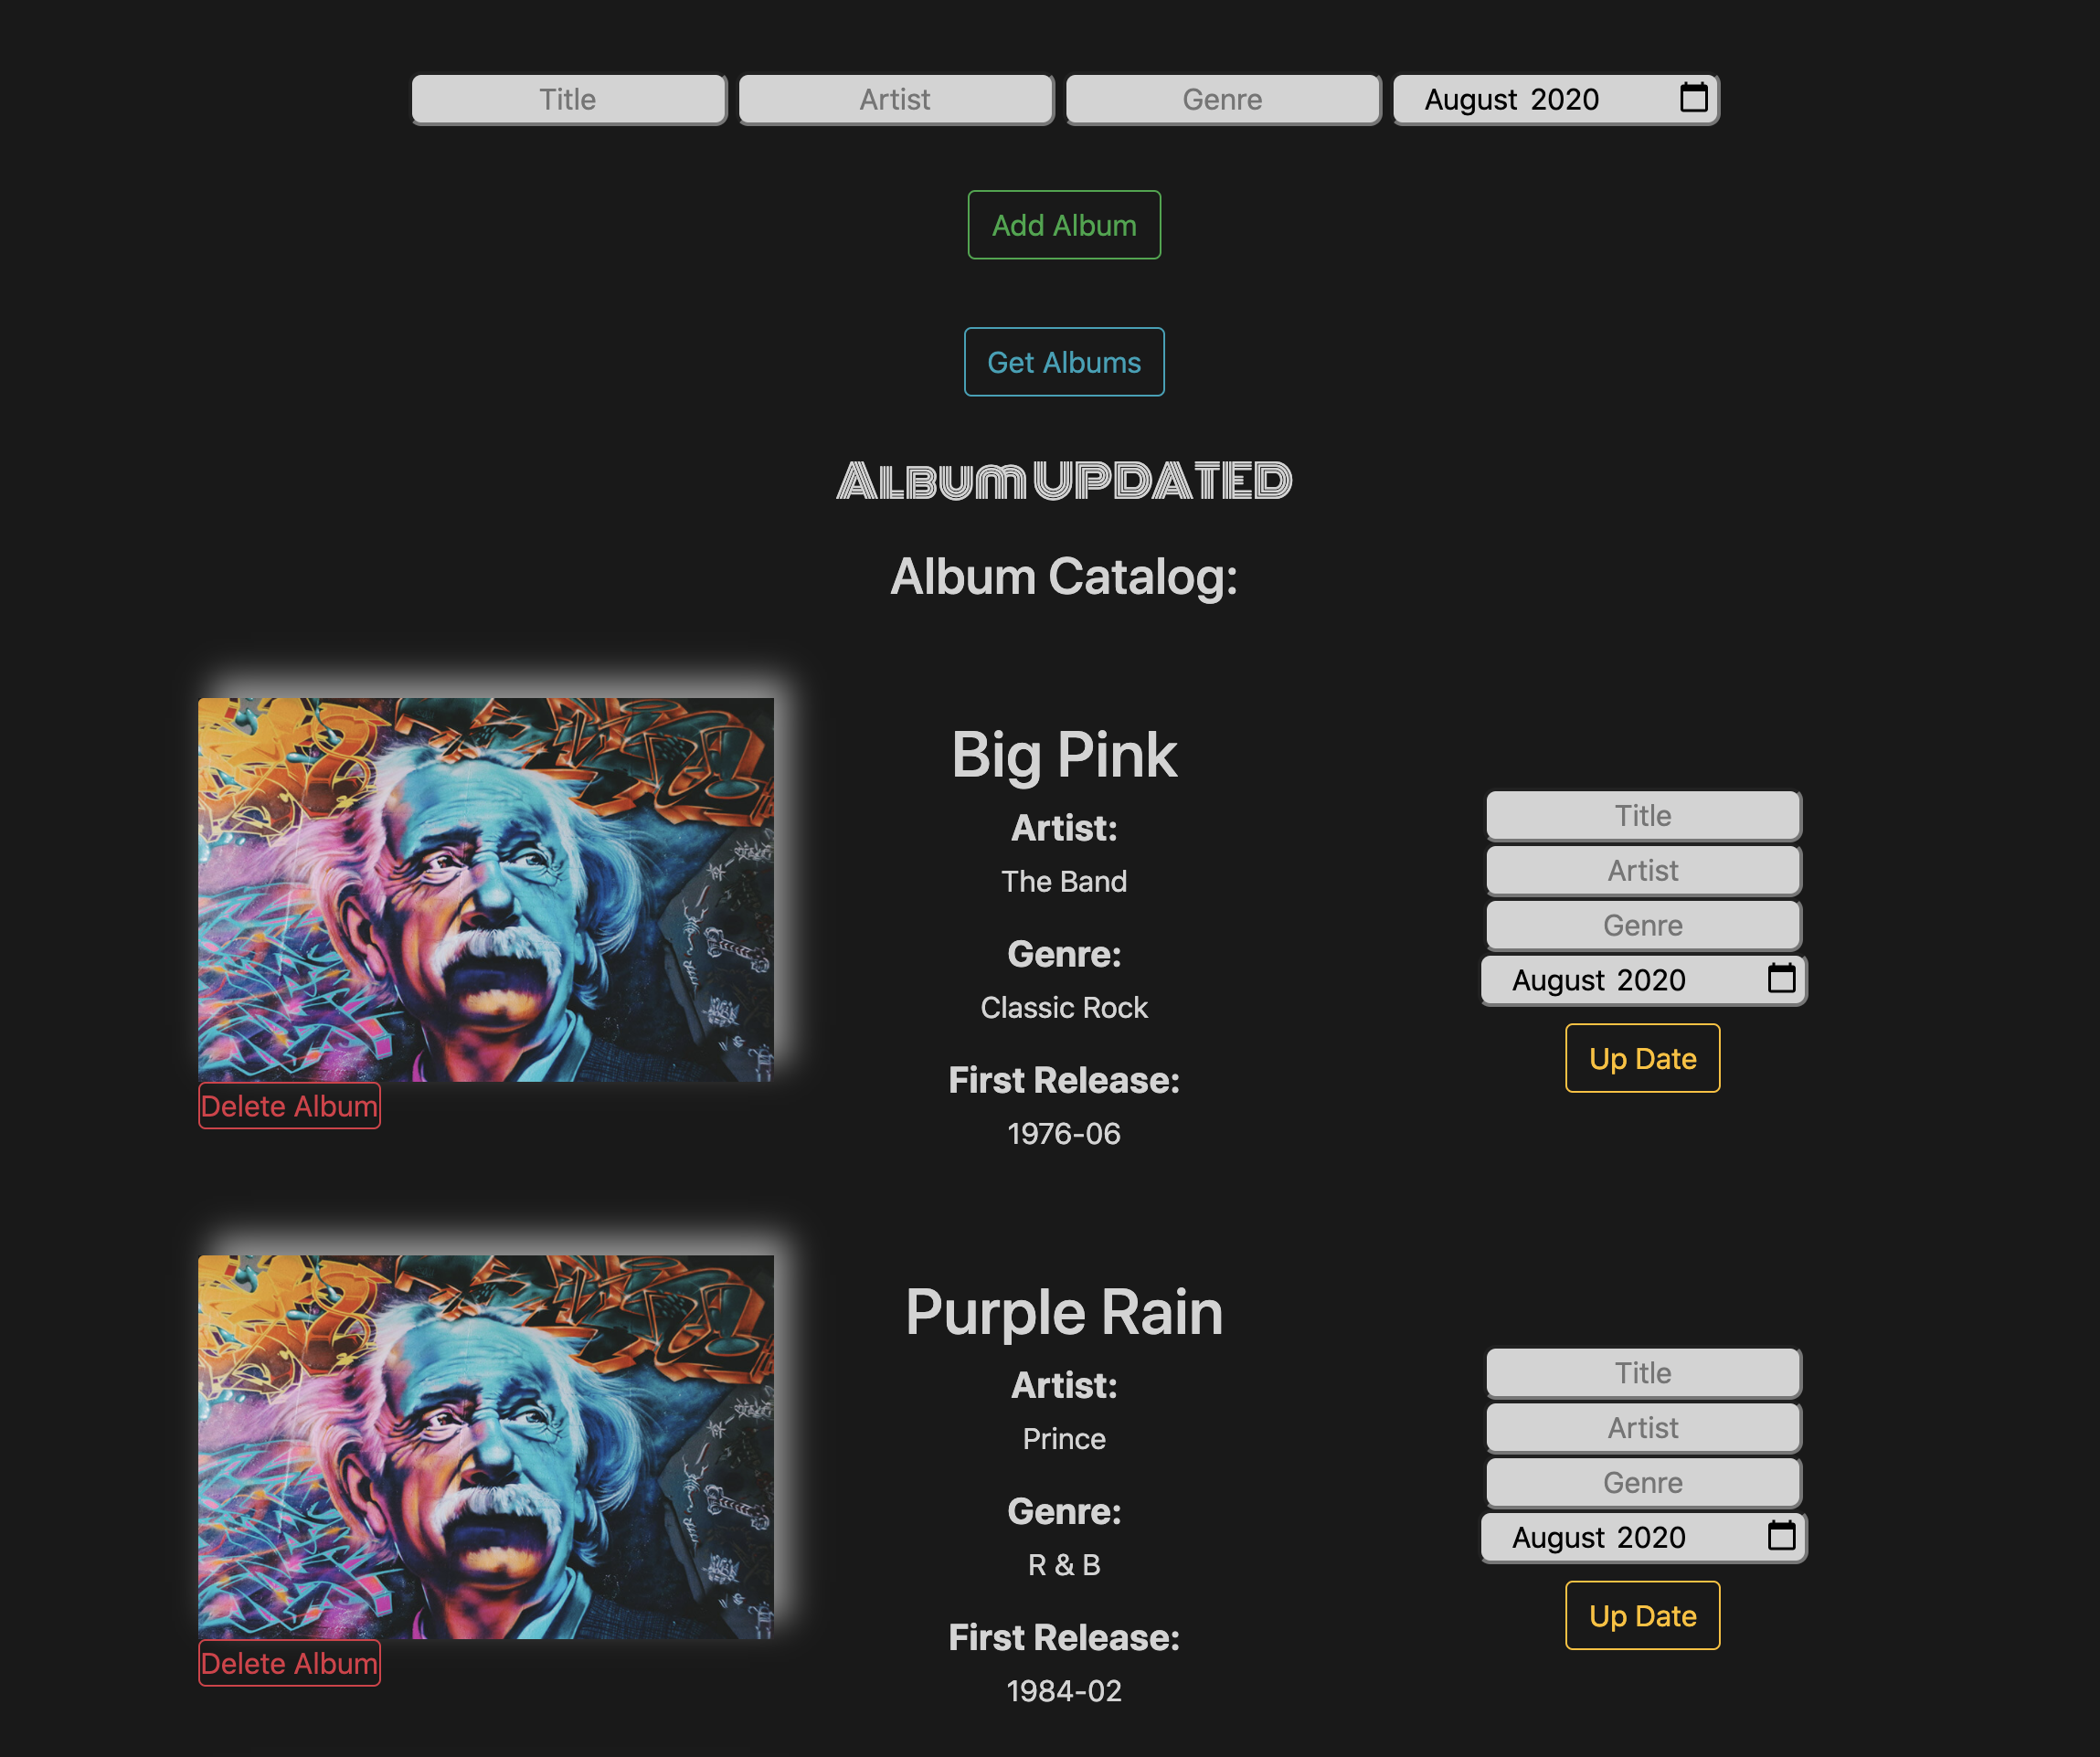 Title Artist Genre August 2020
Add Album
Get Albums
Album UPDATED
Album Catalog:
Big Pink
Artist:
The Band
Genre:
Classic Rock
First Release:
1976-06
Delete Album
Title
Artist
Genre
August 2020
Up Date
Purple Rain
Artist:
Prince
Genre:
R & B
First Release:
1984-02
Delete Album
Title
Artist
Genre
August 2020
Up Date